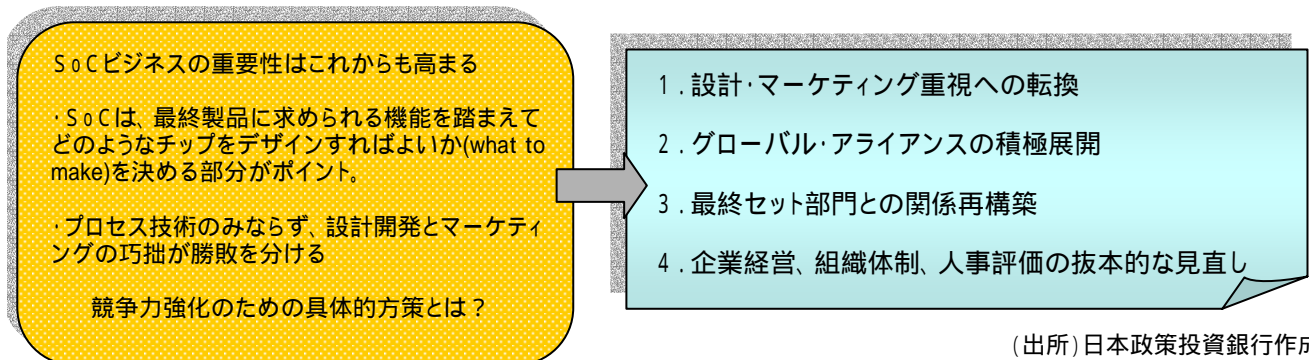 SoCビジネスの重要性はこれからも高まる
・SoCは、最終製品に求められる機能を踏まえて
どのようなチップをデザインすればよいか(what to
make)を決める部分がポイント。
・プロセス技術のみならず、設計開発とマーケティ
ングの巧拙が勝敗を分ける
競争力強化のための具体的方策とは？
1．設計・マーケティング重視への転換
2．グローバル・アライアンスの積極展開
3．最終セット部門との関係再構築
4．企業経営、組織体制、人事評価の抜本的な見直し
(出所)日本政策投資銀行作成